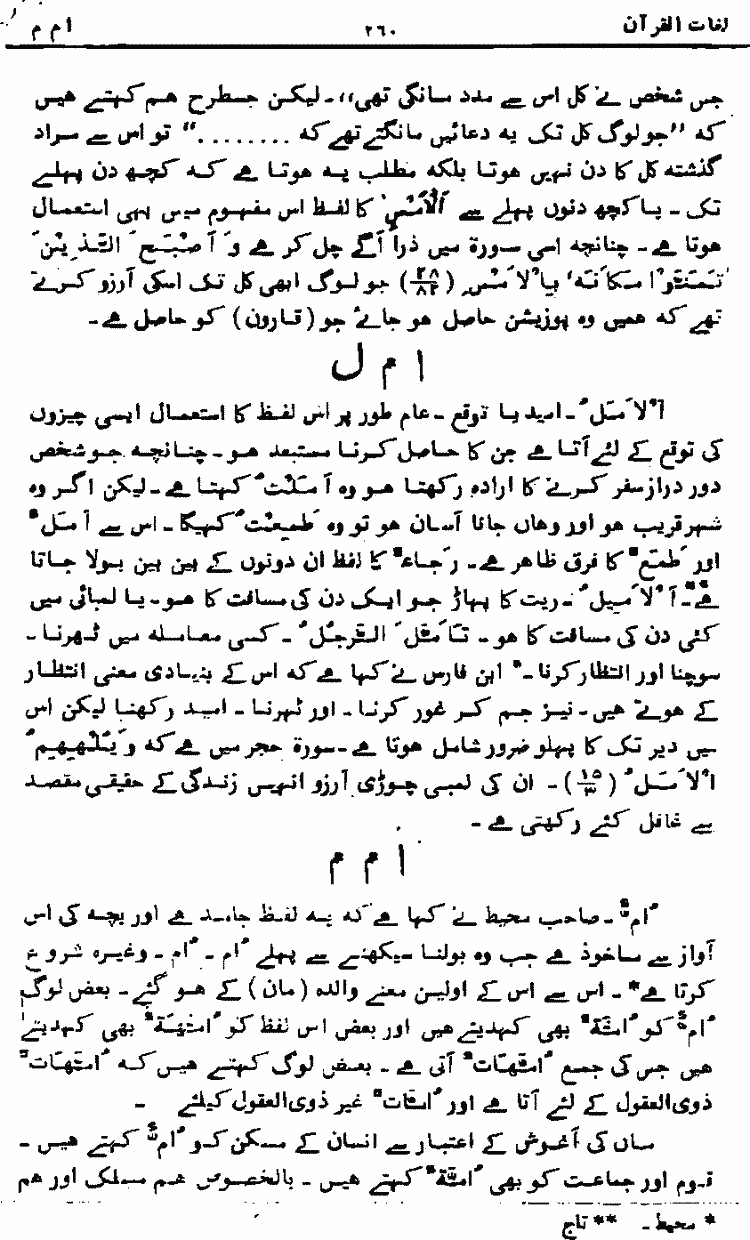 لغات القرآن ۲۶۰ ا م م
جس شخص نے کل اس سے مدد مانگی تھی،،۔ لیکن جسطرح ہم کہتے ہیں
کہ ”جو لوگ کل تک یہ دعائیں مانگتے تھے کہ ........“ تو اس سے مراد
گذشتہ کل کا دن نہیں ہوتا بلکہ مطلب یہ ہوتا ہے کہ کچھ دن پہلے
تک ۔ یا کچھ دنوں پہلے سے اَلْاَمْسِ کا لفظ اس مفہوم میں بھی استعمال
ہوتا ہے ۔ چنانچہ اسی سورۃ میں ذرا آگے چل کر ہے وَ اَصْبَحَ الَّذِیْنَ
تَمَنَّوْا مَکَانَہٗ بِالْاَمْسِ (۲۸/۸۲) جو لوگ ابھی کل تک اسکی آرزو کرتے
تھے کہ ہمیں وہ پوزیشن حاصل ہو جائے جو (قارون) کو حاصل ہے۔
ا م ل
اَلْاَمَلُ ۔ امید یا توقع ۔ عام طور پر اس لفظ کا استعمال ایسی چیزوں
کی توقع کے لئے آتا ہے جن کا حاصل کرنا مستبعد ہو ۔ چنانچہ جو شخص
دور دراز سفر کرنے کا ارادہ رکھتا ہو وہ اَمَلْتُ کہتا ہے ۔ لیکن اگر وہ
شہر قریب ہو اور وہاں جانا آسان ہو تو وہ طَمِعْتُ کہیگا ۔ اس سے اَمَلٌ
اور طَمَعٌ کا فرق ظاہر ہے ۔ رَجَاءٌ کا لفظ ان دونوں کے بین بین بولا جاتا
ہے** ۔ اَلْاَمِیْلُ ۔ ریت کا پہاڑ جو ایک دن کی مسافت کا ہو ۔ یا لمبائی میں
کئی دن کی مسافت کا ہو ۔ تَاَمَّلَ الرَّجُلُ ۔ کسی معاملہ میں ٹھرنا ۔
سوچنا اور انتظار کرنا ۔* ابن فارس نے کہا ہے کہ اس کے بنیادی معنی انتظار
کے ہوتے ہیں ۔ نیز جم کر غور کرنا ۔ اور ٹھرنا ۔ امید رکھنا لیکن اس
میں دیر تک کا پہلو ضرور شامل ہوتا ہے ۔ سورۃ حجر میں ہے کہ وَ یُلْھِھِمُ
الْاَمَلُ (۱۵/۳) ۔ ان کی لمبی چوڑی آرزو انہیں زندگی کے حقیقی مقصد
سے غافل کئے رکھتی ہے ۔
ا م م
اُمٌّ ۔ صاحب محیط نے کہا ہے کہ یہ لفظ جامد ہے اور بچہ کی اس
آواز سے ماخوذ ہے جب وہ بولنا سیکھنے سے پہلے اُم ۔ اُم ۔ وغیرہ شروع
کرتا ہے* ۔ اس سے اس کے اولین معنے والدہ (ماں) کے ہو گئے ۔ بعض لوگ
اُمٌّ کو اُمَّۃٌ بھی کہدیتے ہیں اور بعض اس لفظ کو اُمَّھَۃٌ بھی کہدیتے
ہیں جس کی جمع اُمَّھَاتٌ آتی ہے ۔ بعض لوگ کہتے ہیں کہ اُمَّھَاتٌ
ذوی العقول کے لئے آتا ہے اور اُمَّاتٌ غیر ذوی العقول کیلئے ۔
ماں کی آغوش کے اعتبار سے انسان کے مسکن کو اُمٌّ کہتے ہیں ۔
قوم اور جماعت کو بھی اُمَّۃٌ کہتے ہیں ۔ بالخصوص ہم مسلک اور ہم
* محیط ۔ ** تاج